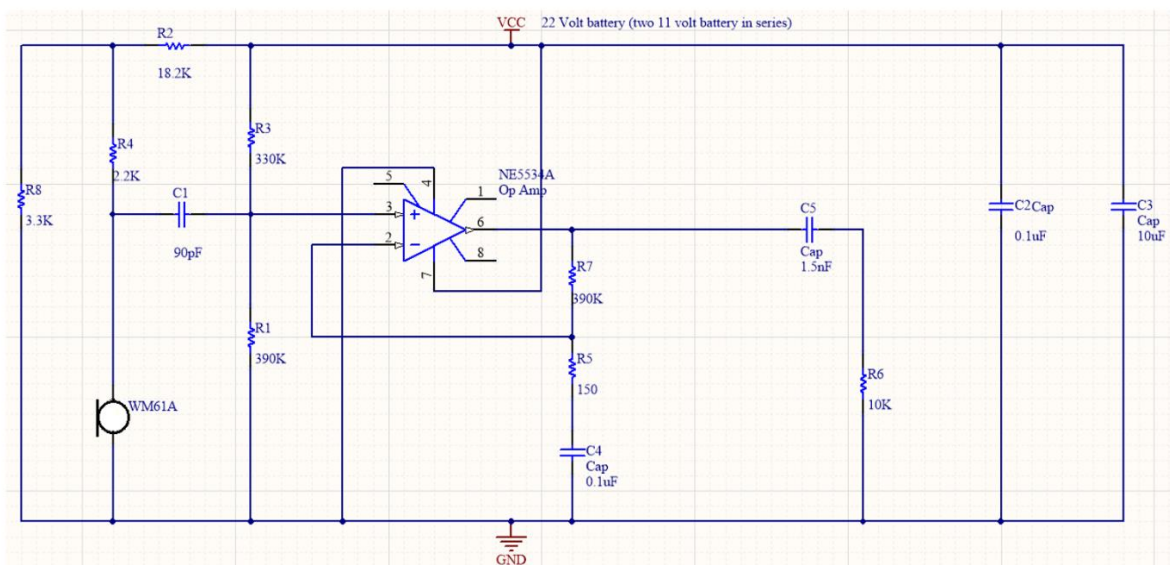 VCC 22 Volt battery (two 11 volt battery in series)
R2
18.2K
R3
330K
R4
2.2K
R8
3.3K
C1
90pF
NE5534A
Op Amp
5
4
1
3
6
2
8
7
C5
Cap
1.5nF
C2 Cap
0.1uF
C3
Cap
10uF
R7
390K
R1
390K
R5
150
R6
10K
WM61A
C4
Cap
0.1uF
GND